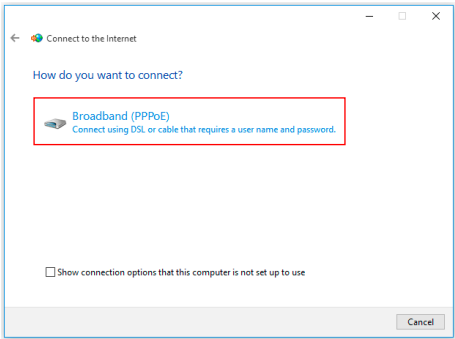 Connect to the Internet
How do you want to connect?
Broadband (PPPoE)
Connect using DSL or cable that requires a user name and password.
Show connection options that this computer is not set up to use
Cancel